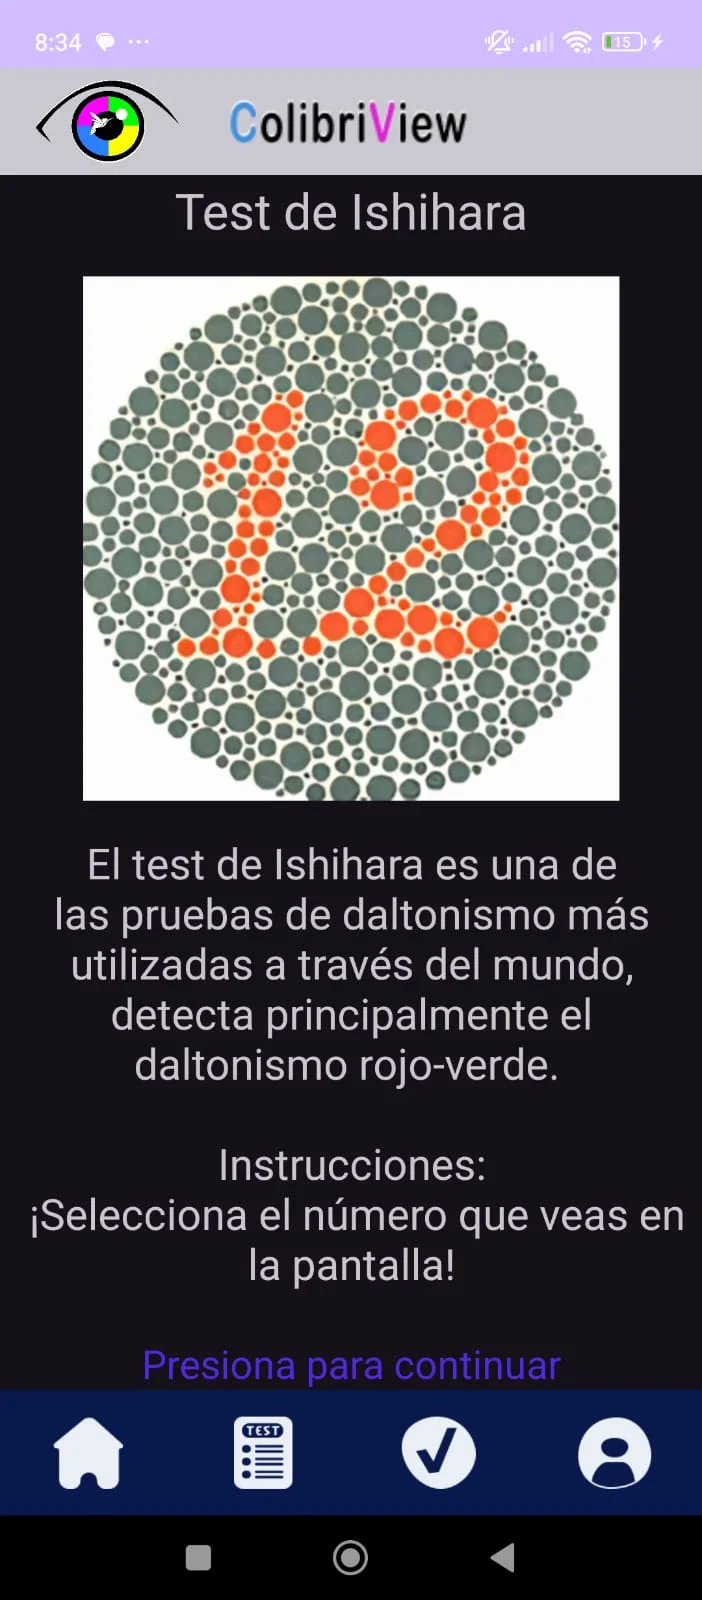 8:34 ... 15
ColibriView
Test de Ishihara
12
El test de Ishihara es una de
las pruebas de daltonismo más
utilizadas a través del mundo,
detecta principalmente el
daltonismo rojo-verde.
Instrucciones:
¡Selecciona el número que veas en
la pantalla!
Presiona para continuar
TEST